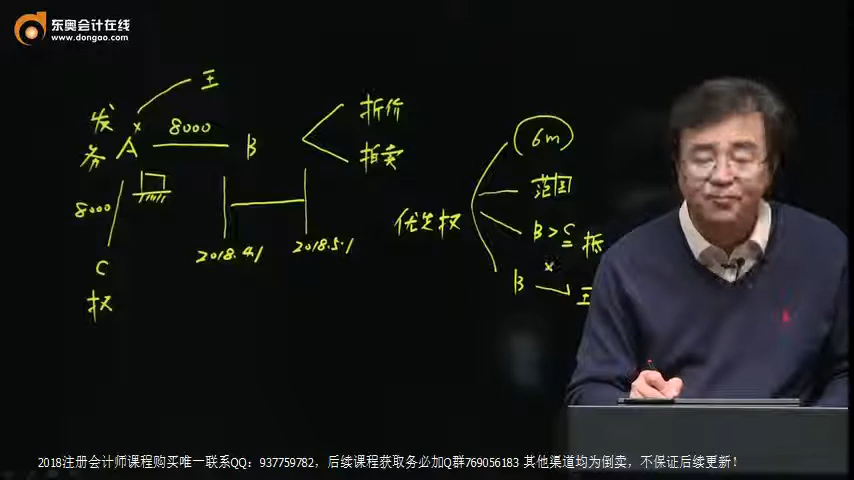 东奥会计在线
www.dongao.com
王
发
务
A
x
8000
B
折价
拍卖
8000
C
权
2018.4.1
2018.5.1
优先权
6m
范围
B>C
抵
x
B
王
2018注册会计师课程购买唯一联系QQ：937759782，后续课程获取务必加Q群769056183 其他渠道均为倒卖，不保证后续更新！